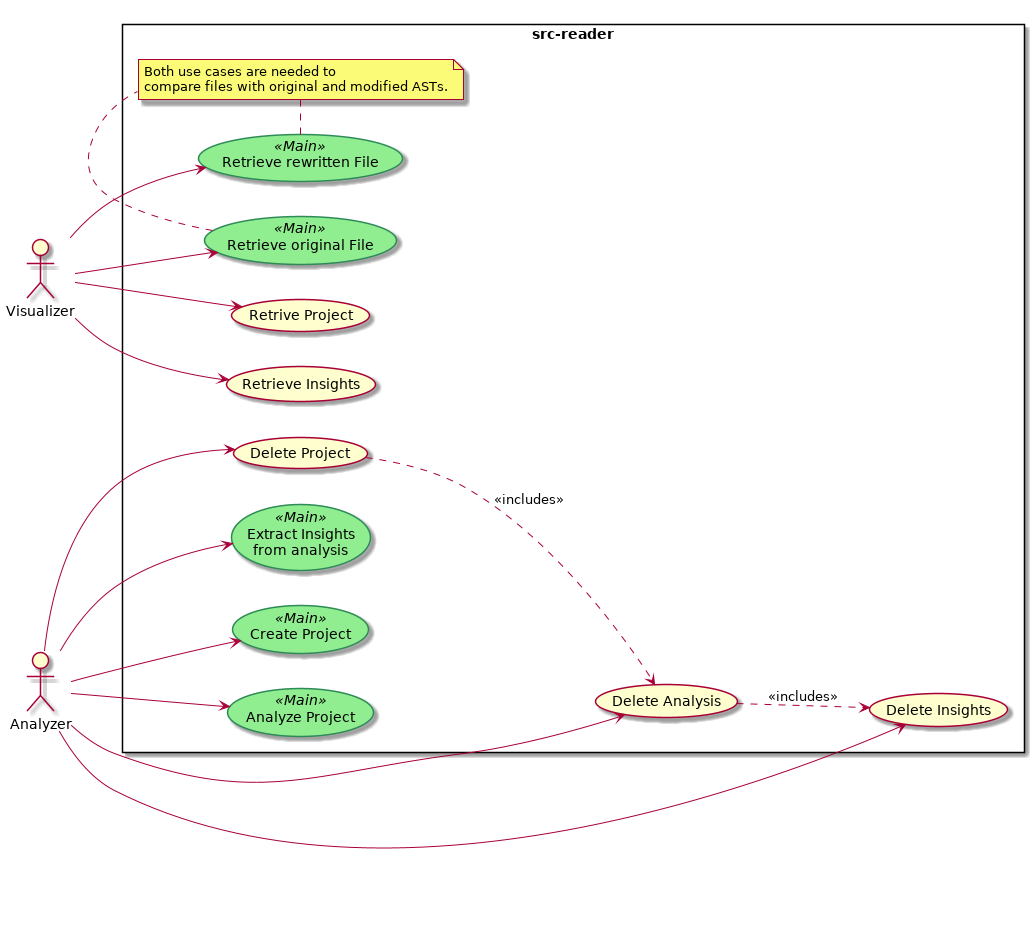 src-reader
Both use cases are needed to
compare files with original and modified ASTs.
«Main»
Retrieve rewritten File
«Main»
Retrieve original File
Visualizer
Retrive Project
Retrieve Insights
Delete Project
«includes»
«Main»
Extract Insights
from analysis
«Main»
Create Project
Analyzer
«Main»
Analyze Project
Delete Analysis
«includes»
Delete Insights